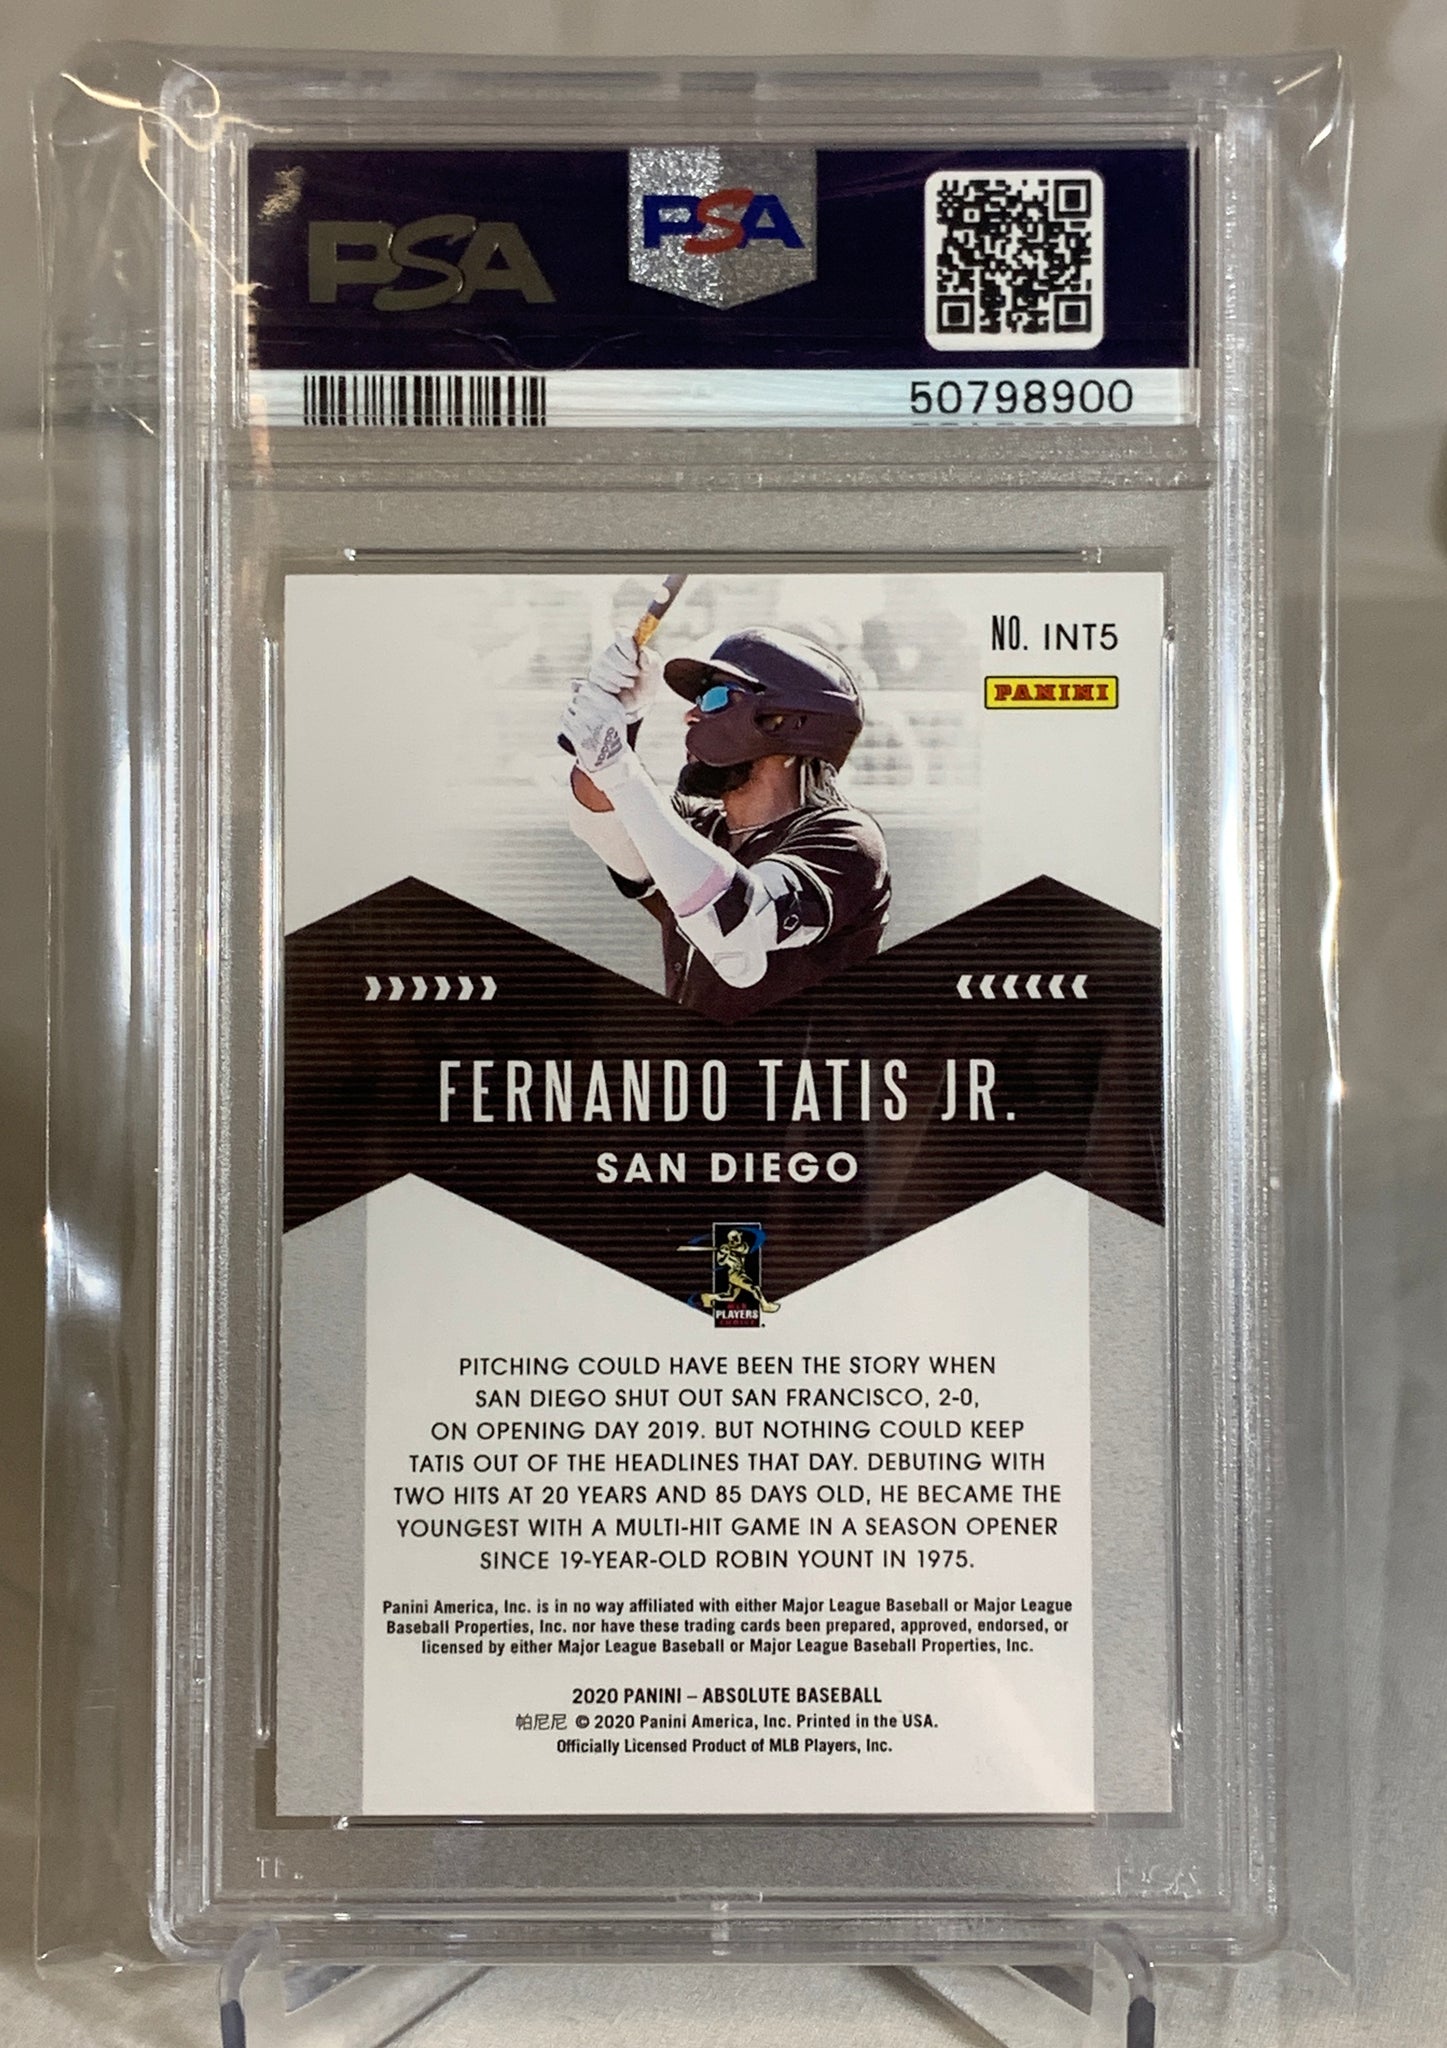 PSA
PSA
50798900
NO. INT5
PANINI
FERNANDO TATIS JR.
SAN DIEGO
MLB
PLAYERS
CHOICE
PITCHING COULD HAVE BEEN THE STORY WHEN
SAN DIEGO SHUT OUT SAN FRANCISCO, 2-0,
ON OPENING DAY 2019. BUT NOTHING COULD KEEP
TATIS OUT OF THE HEADLINES THAT DAY. DEBUTING WITH
TWO HITS AT 20 YEARS AND 85 DAYS OLD, HE BECAME THE
YOUNGEST WITH A MULTI-HIT GAME IN A SEASON OPENER
SINCE 19-YEAR-OLD ROBIN YOUNT IN 1975.
Panini America, Inc. is in no way affiliated with either Major League Baseball or Major League
Baseball Properties, Inc. nor have these trading cards been prepared, approved, endorsed, or
licensed by either Major League Baseball or Major League Baseball Properties, Inc.
2020 PANINI – ABSOLUTE BASEBALL
帕尼尼 © 2020 Panini America, Inc. Printed in the USA.
Officially Licensed Product of MLB Players, Inc.